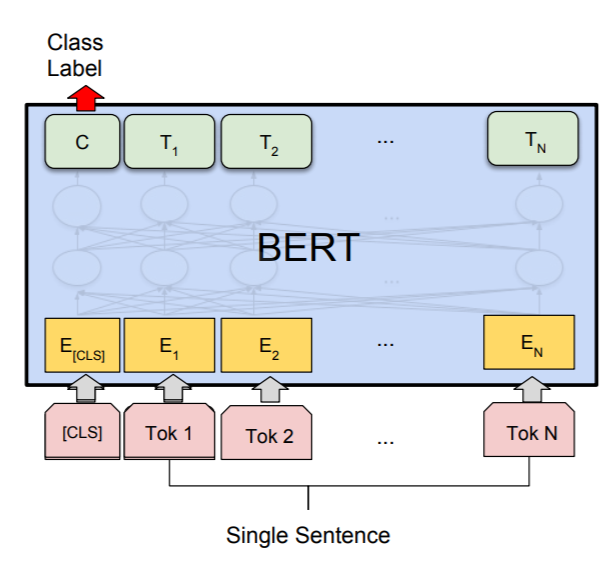 Class
Label
C T1 T2 ... TN
...
BERT
...
E[CLS] E1 E2 ... EN
[CLS] Tok 1 Tok 2 ... Tok N
Single Sentence